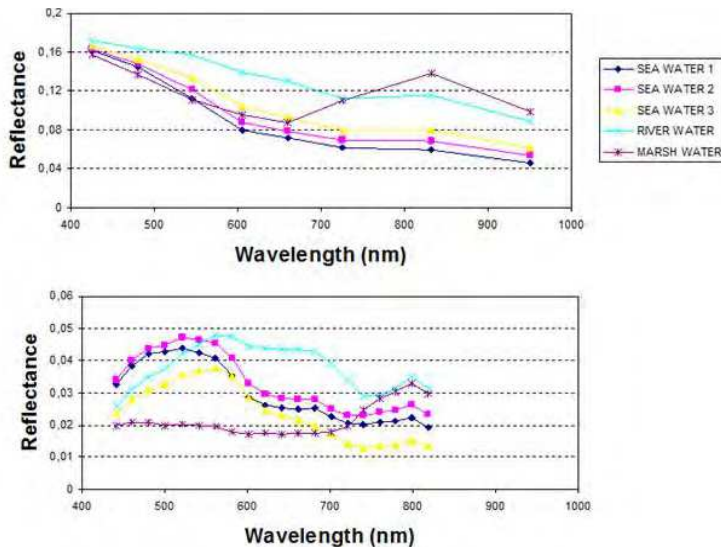 0,2
0,16
0,12
0,08
0,04
0
Reflectance
400 500 600 700 800 900 1000
Wavelength (nm)
SEA WATER 1
SEA WATER 2
SEA WATER 3
RIVER WATER
MARSH WATER
0,06
0,05
0,04
0,03
0,02
0,01
0
Reflectance
400 500 600 700 800 900 1000
Wavelength (nm)